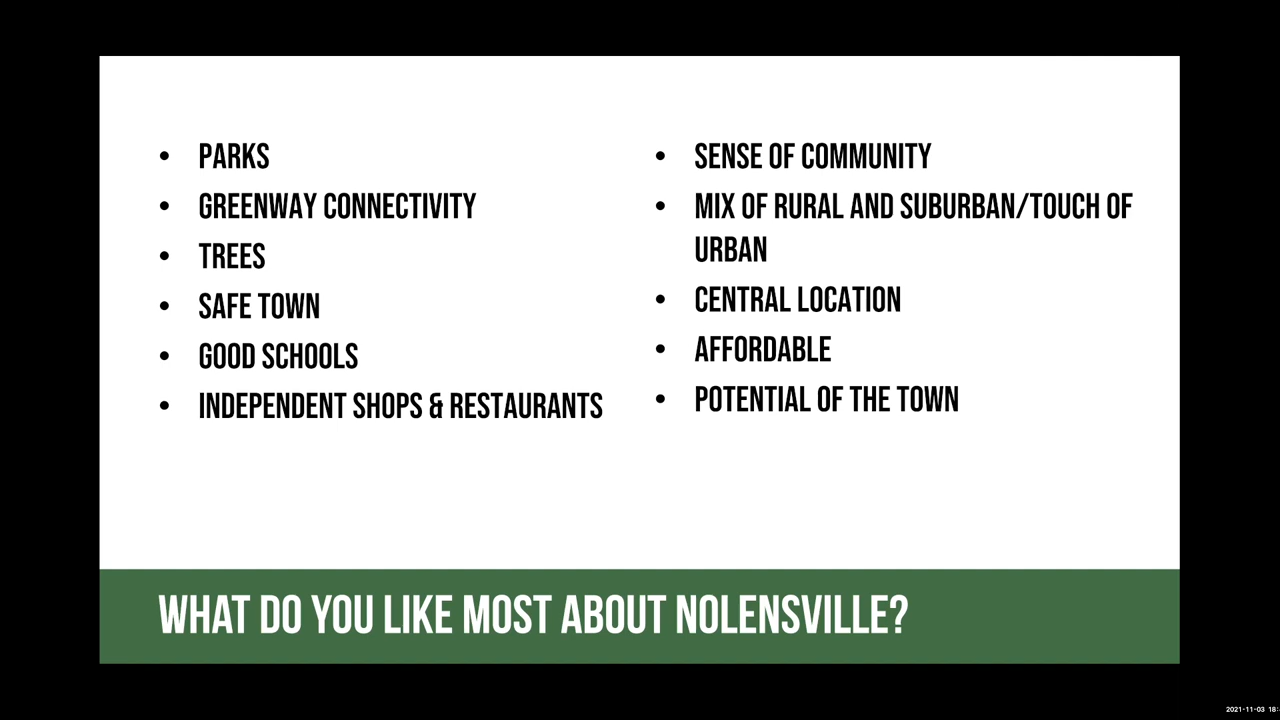 PARKS
GREENWAY CONNECTIVITY
TREES
SAFE TOWN
GOOD SCHOOLS
INDEPENDENT SHOPS & RESTAURANTS
SENSE OF COMMUNITY
MIX OF RURAL AND SUBURBAN/TOUCH OF
URBAN
CENTRAL LOCATION
AFFORDABLE
POTENTIAL OF THE TOWN
WHAT DO YOU LIKE MOST ABOUT NOLENSVILLE?
2021-11-03 18: